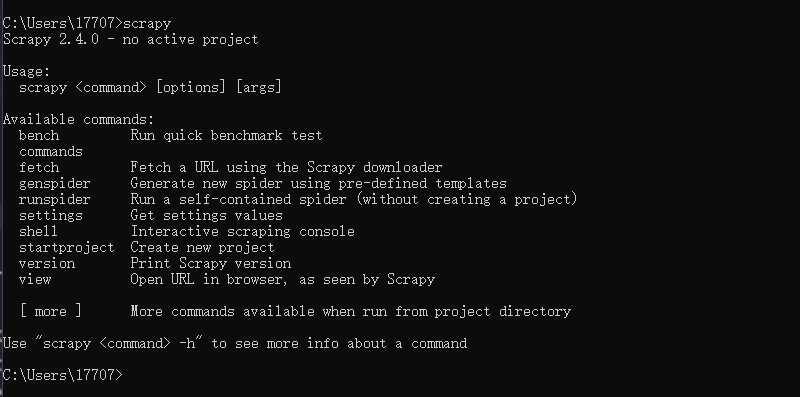 C:\Users\17707>scrapy
Scrapy 2.4.0 - no active project
Usage:
  scrapy <command> [options] [args]
Available commands:
  bench         Run quick benchmark test
  commands
  fetch         Fetch a URL using the Scrapy downloader
  genspider     Generate new spider using pre-defined templates
  runspider     Run a self-contained spider (without creating a project)
  settings      Get settings values
  shell         Interactive scraping console
  startproject  Create new project
  version       Print Scrapy version
  view          Open URL in browser, as seen by Scrapy
  [ more ]      More commands available when run from project directory
Use "scrapy <command> -h" to see more info about a command
C:\Users\17707>